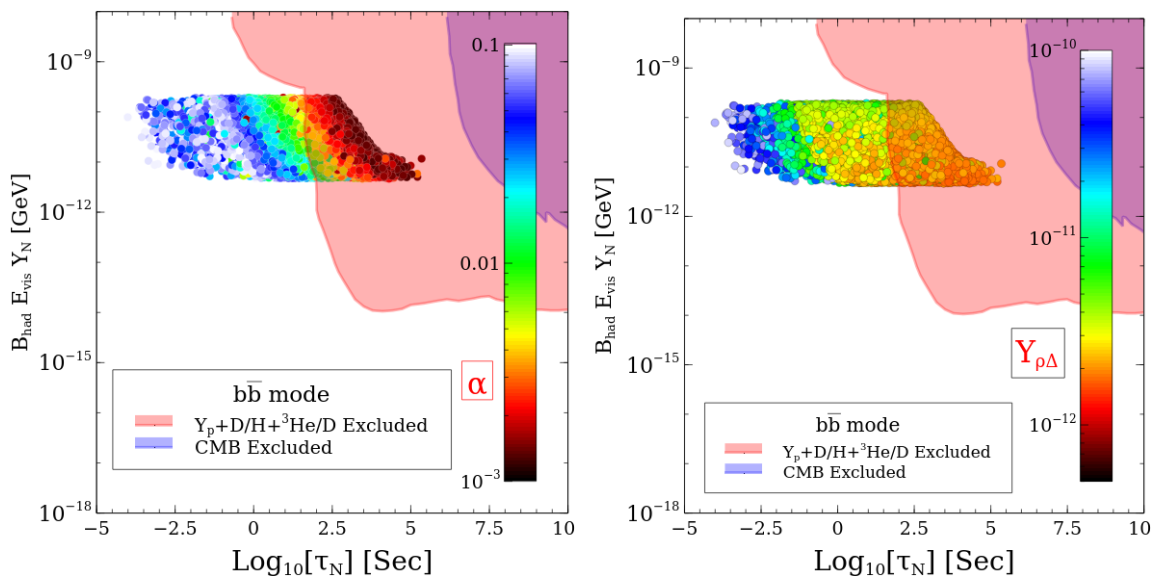 10⁻⁹
10⁻¹²
10⁻¹⁵
10⁻¹⁸
B_had E_vis Y_N [GeV]
0.1
0.01
10⁻³
α
bb̅ mode
Y_p+D/H+³He/D Excluded
CMB Excluded
−5 −2.5 0 2.5 5 7.5 10
Log₁₀[τ_N] [Sec]
10⁻⁹
10⁻¹²
10⁻¹⁵
10⁻¹⁸
B_had E_vis Y_N [GeV]
10⁻¹⁰
10⁻¹¹
10⁻¹²
Y_ρΔ
bb̅ mode
Y_p+D/H+³He/D Excluded
CMB Excluded
−5 −2.5 0 2.5 5 7.5 10
Log₁₀[τ_N] [Sec]